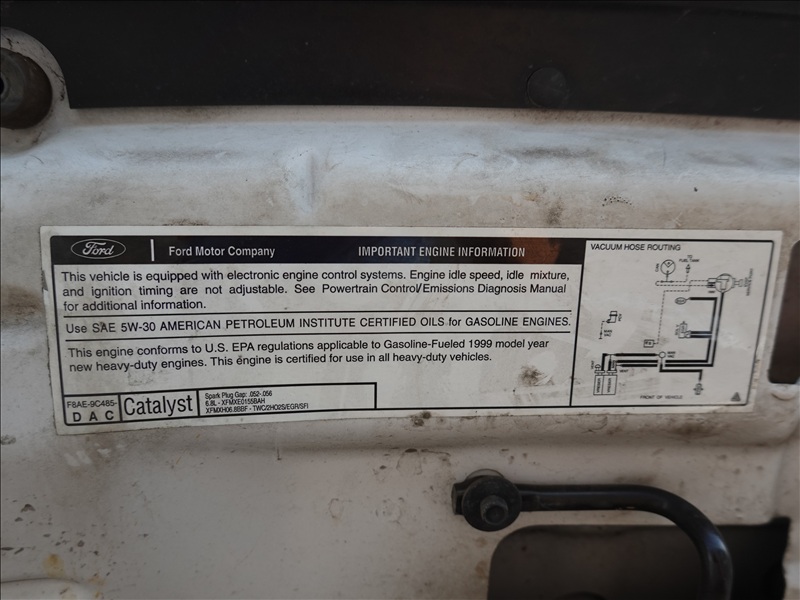 Ford
Ford Motor Company
IMPORTANT ENGINE INFORMATION
This vehicle is equipped with electronic engine control systems. Engine idle speed, idle mixture,
and ignition timing are not adjustable. See Powertrain Control/Emissions Diagnosis Manual
for additional information.
Use SAE 5W-30 AMERICAN PETROLEUM INSTITUTE CERTIFIED OILS for GASOLINE ENGINES.
This engine conforms to U.S. EPA regulations applicable to Gasoline-Fueled 1999 model year
new heavy-duty engines. This engine is certified for use in all heavy-duty vehicles.
F8AE-9C485-
D A C
Catalyst
Spark Plug Gap: .052-.056
6.8L - XFMXE0155BAH
XFMXH06.8BBF - TWC/2HO2S/EGR/SFI
VACUUM HOSE ROUTING
TO
FUEL TANK
FRONT OF VEHICLE